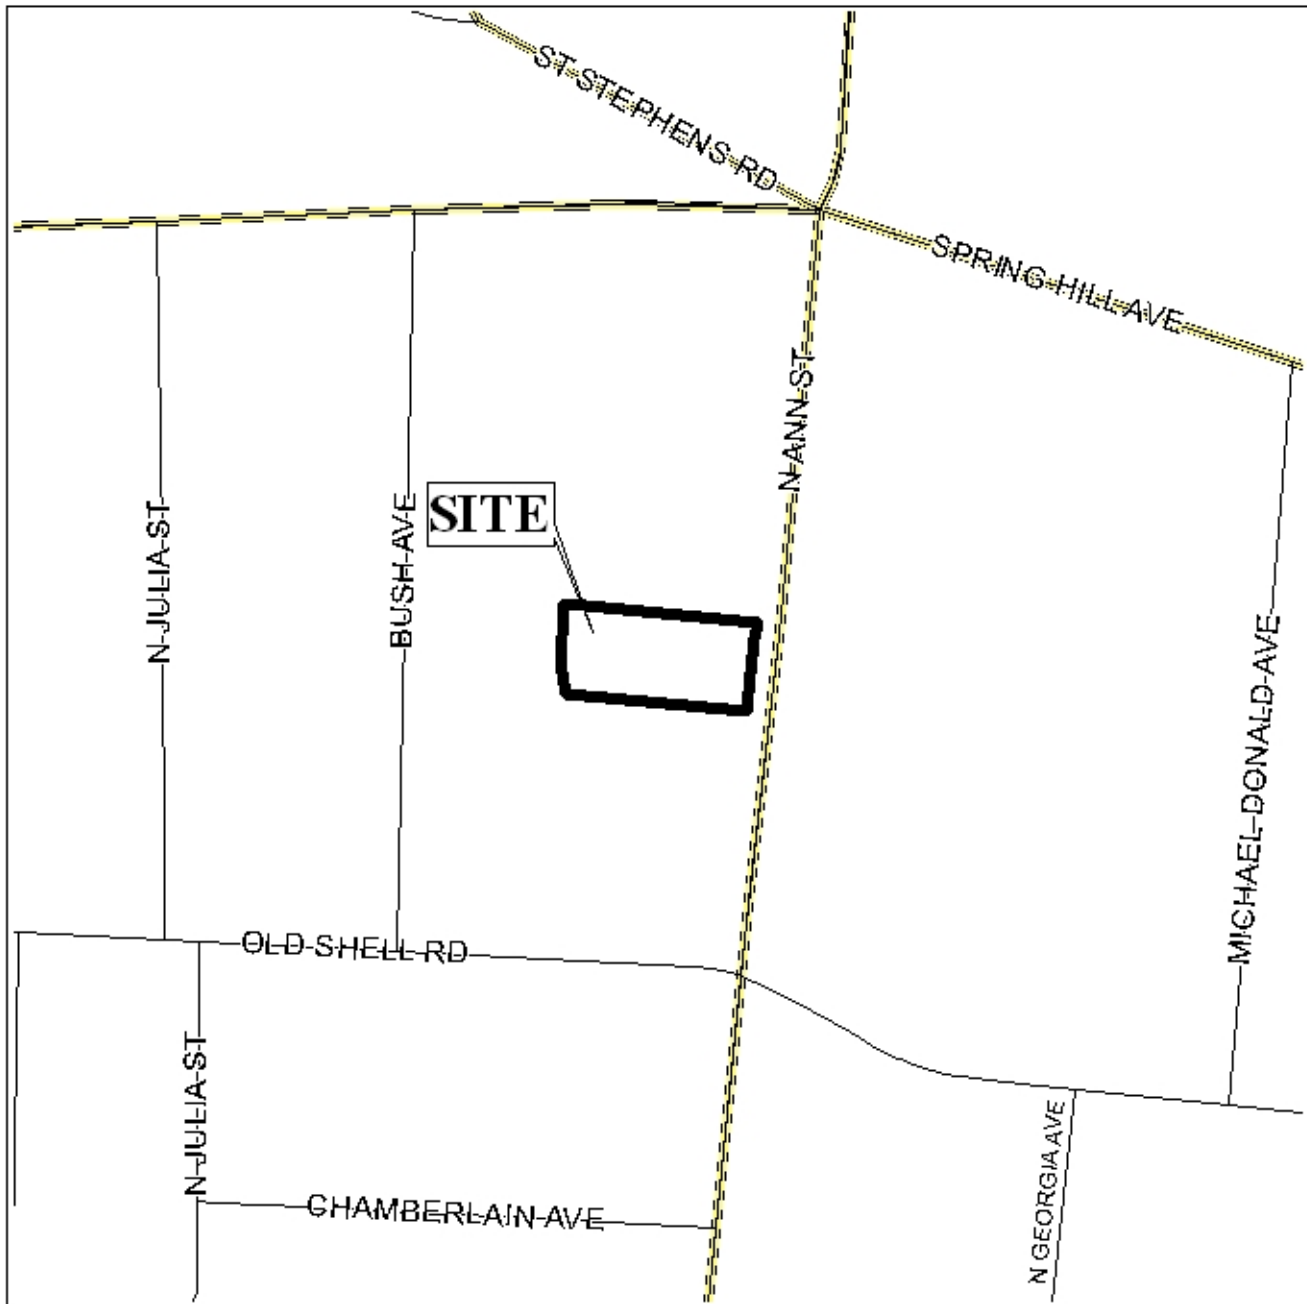 ST STEPHENS RD
SPRING HILL AVE
N ANN ST
SITE
N JULIA ST
BUSH AVE
MICHAEL DONALD AVE
OLD SHELL RD
N JULIA ST
N GEORGIA AVE
CHAMBERLAIN AVE